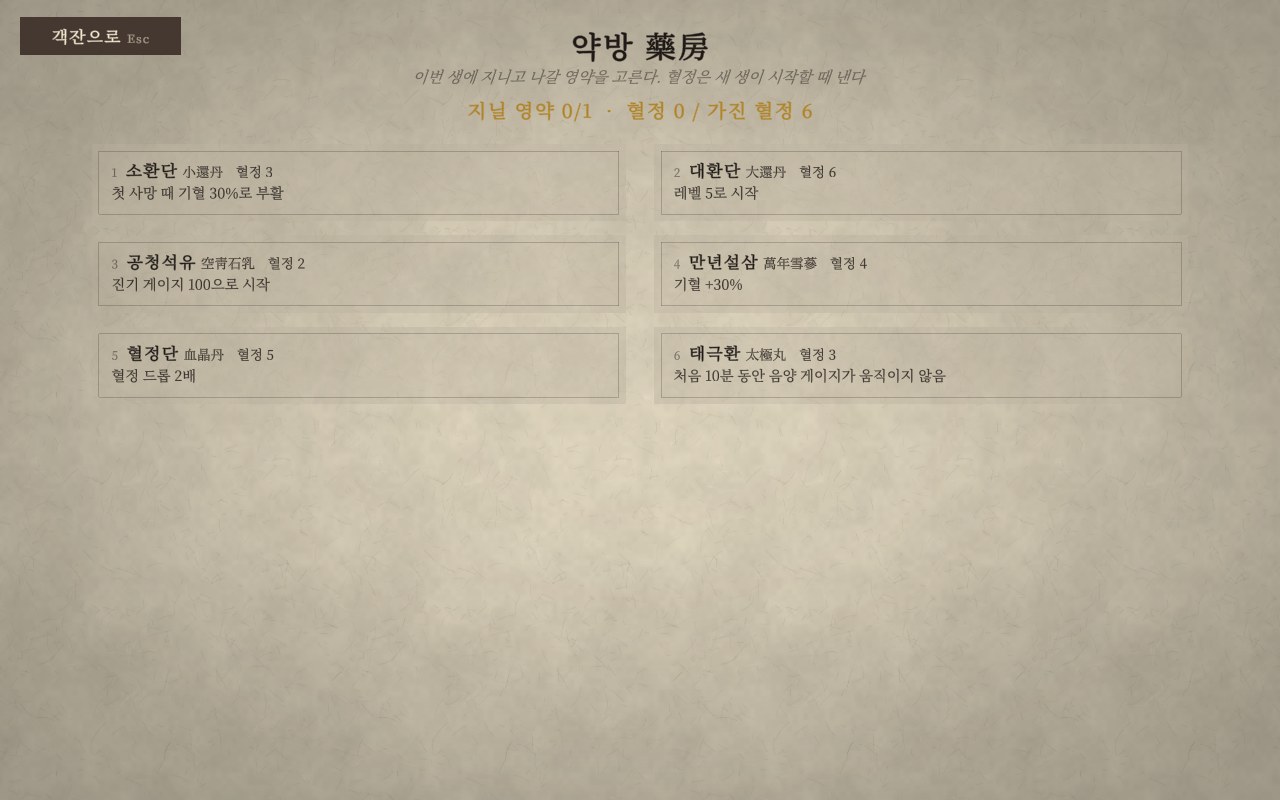 객잔으로 Esc
약방 藥房
이번 생에 지니고 나갈 영약을 고른다. 혈정은 새 생이 시작할 때 낸다
지닐 영약 0/1 · 혈정 0 / 가진 혈정 6
1 소환단 小還丹 혈정 3
첫 사망 때 기혈 30%로 부활
2 대환단 大還丹 혈정 6
레벨 5로 시작
3 공청석유 空靑石乳 혈정 2
진기 게이지 100으로 시작
4 만년설삼 萬年雪蔘 혈정 4
기혈 +30%
5 혈정단 血晶丹 혈정 5
혈정 드롭 2배
6 태극환 太極丸 혈정 3
처음 10분 동안 음양 게이지가 움직이지 않음